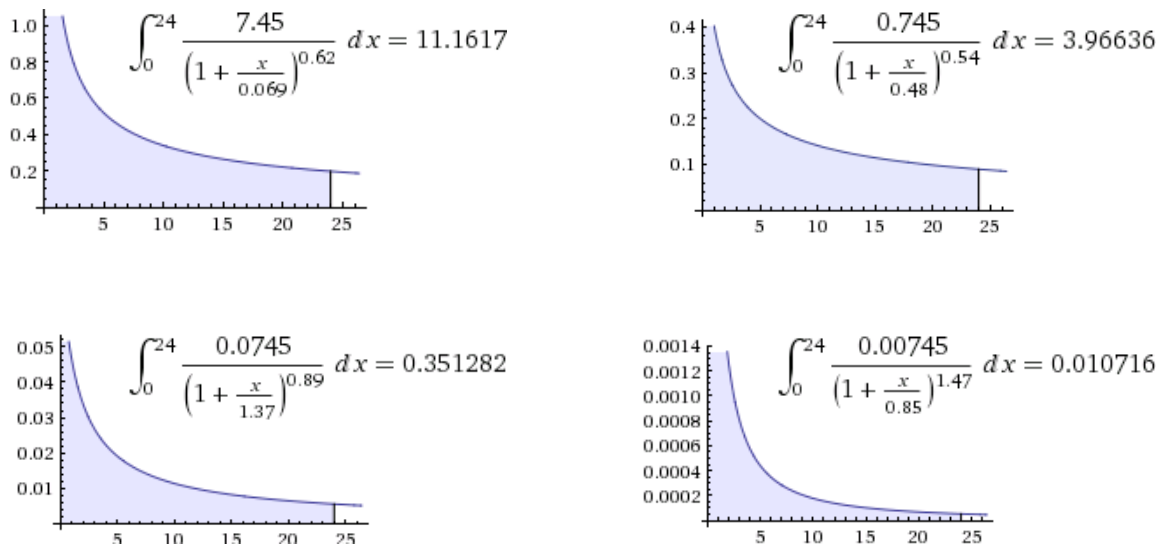 ∫₀²⁴ 7.45 / (1 + x/0.069)^0.62 dx = 11.1617
1.0
0.8
0.6
0.4
0.2
5 10 15 20 25
∫₀²⁴ 0.745 / (1 + x/0.48)^0.54 dx = 3.96636
0.4
0.3
0.2
0.1
5 10 15 20 25
∫₀²⁴ 0.0745 / (1 + x/1.37)^0.89 dx = 0.351282
0.05
0.04
0.03
0.02
0.01
5 10 15 20 25
∫₀²⁴ 0.00745 / (1 + x/0.85)^1.47 dx = 0.010716
0.0014
0.0012
0.0010
0.0008
0.0006
0.0004
0.0002
5 10 15 20 25